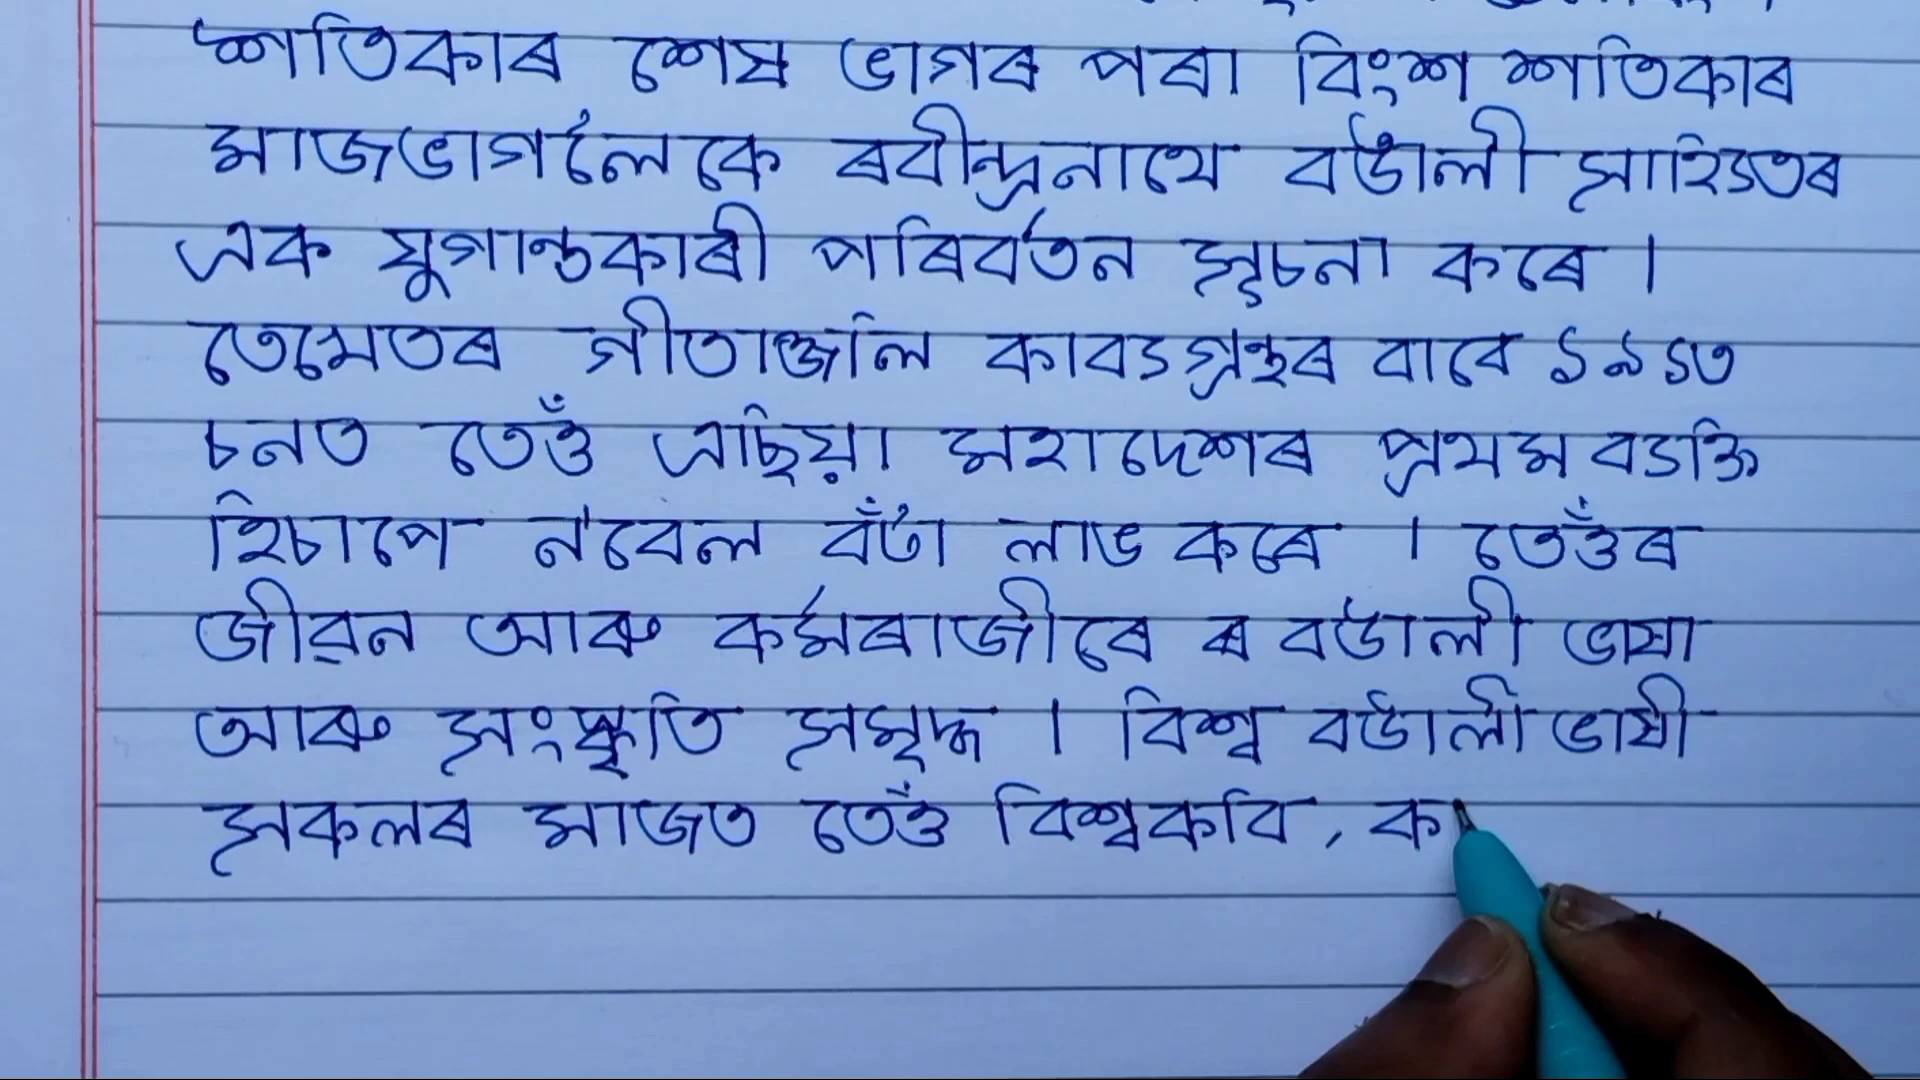 শতিকাৰ শেষ ভাগৰ পৰা বিংশ শতিকাৰ
মাজভাগলৈকে ৰবীন্দ্ৰনাথে বঙালী সাহিত্যৰ
এক যুগান্তকাৰী পৰিবৰ্তন সূচনা কৰে ।
তেখেতৰ গীতাঞ্জলি কাব্যগ্ৰন্থৰ বাবে ১৯১৩
চনত তেওঁ এছিয়া মহাদেশৰ প্ৰথম ব্যক্তি
হিচাপে ন'বেল বঁটা লাভ কৰে । তেওঁৰ
জীৱন আৰু কৰ্মৰাজীৰে ৰ বঙালী ভাষা
আৰু সংস্কৃতি সমৃদ্ধ । বিশ্ব বঙালী ভাষী
সকলৰ মাজত তেওঁ বিশ্বকবি, ক